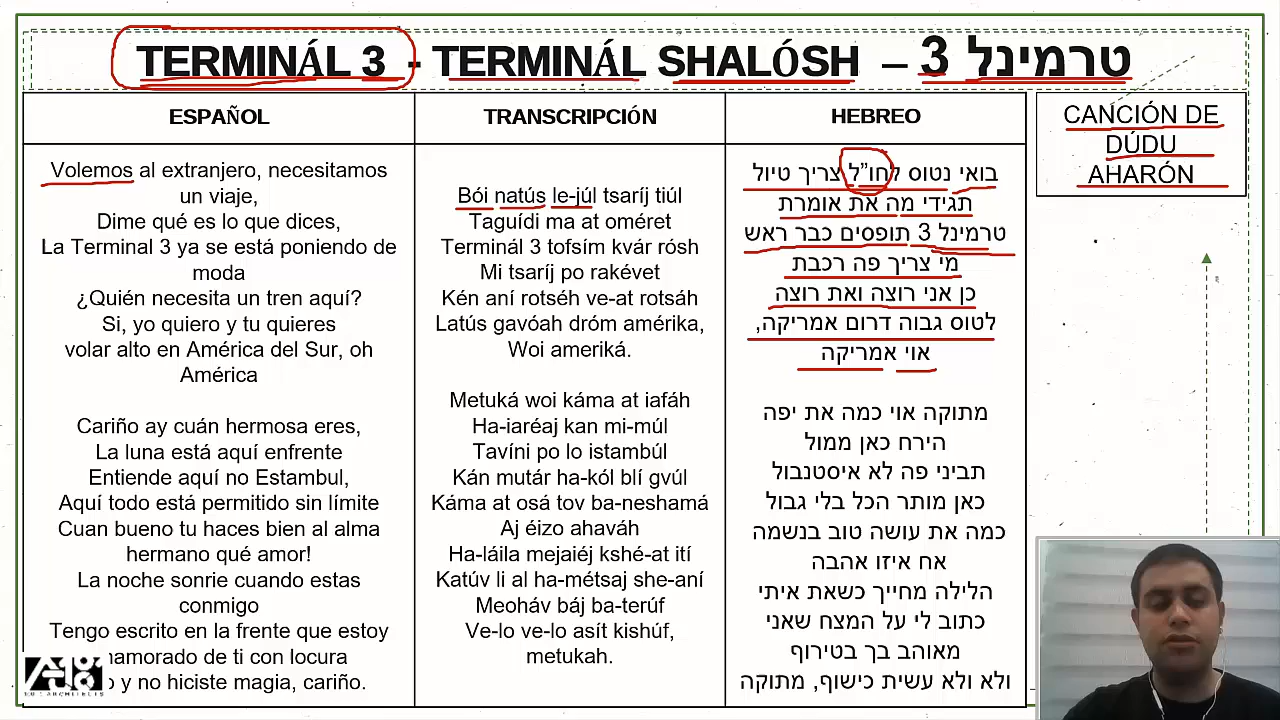 TERMINÁL 3 - TERMINÁL SHALÓSH – טרמינל 3
ESPAÑOL
Volemos al extranjero, necesitamos
un viaje,
Dime qué es lo que dices,
La Terminal 3 ya se está poniendo de
moda
¿Quién necesita un tren aquí?
Si, yo quiero y tu quieres
volar alto en América del Sur, oh
América
Cariño ay cuán hermosa eres,
La luna está aquí enfrente
Entiende aquí no Estambul,
Aquí todo está permitido sin límite
Cuan bueno tu haces bien al alma
hermano qué amor!
La noche sonrie cuando estas
conmigo
Tengo escrito en la frente que estoy
namorado de ti con locura
y no hiciste magia, cariño.
TRANSCRIPCIÓN
Bói natús le-júl tsaríj tiúl
Taguídi ma at oméret
Terminál 3 tofsím kvár rósh
Mi tsaríj po rakévet
Kén aní rotséh ve-at rotsáh
Latús gavóah dróm amérika,
Woi ameriká.
Metuká woi káma at iafáh
Ha-iaréaj kan mi-múl
Tavíni po lo istambúl
Kán mutár ha-kól blí gvúl
Káma at osá tov ba-neshamá
Aj éizo ahaváh
Ha-láila mejaiéj kshé-at ití
Katúv li al ha-métsaj she-aní
Meoháv báj ba-terúf
Ve-lo ve-lo asít kishúf,
metukah.
HEBREO
בואי נטוס לחו”ל צריך טיול
תגידי מה את אומרת
טרמינל 3 תופסים כבר ראש
מי צריך פה רכבת
כן אני רוצה ואת רוצה
לטוס גבוה דרום אמריקה,
אוי אמריקה
מתוקה אוי כמה את יפה
הירח כאן ממול
תביני פה לא איסטנבול
כאן מותר הכל בלי גבול
כמה את עושה טוב בנשמה
אח איזו אהבה
הלילה מחייך כשאת איתי
כתוב לי על המצח שאני
מאוהב בך בטירוף
ולא ולא עשית כישוף, מתוקה
CANCIÓN DE
DÚDU
AHARÓN